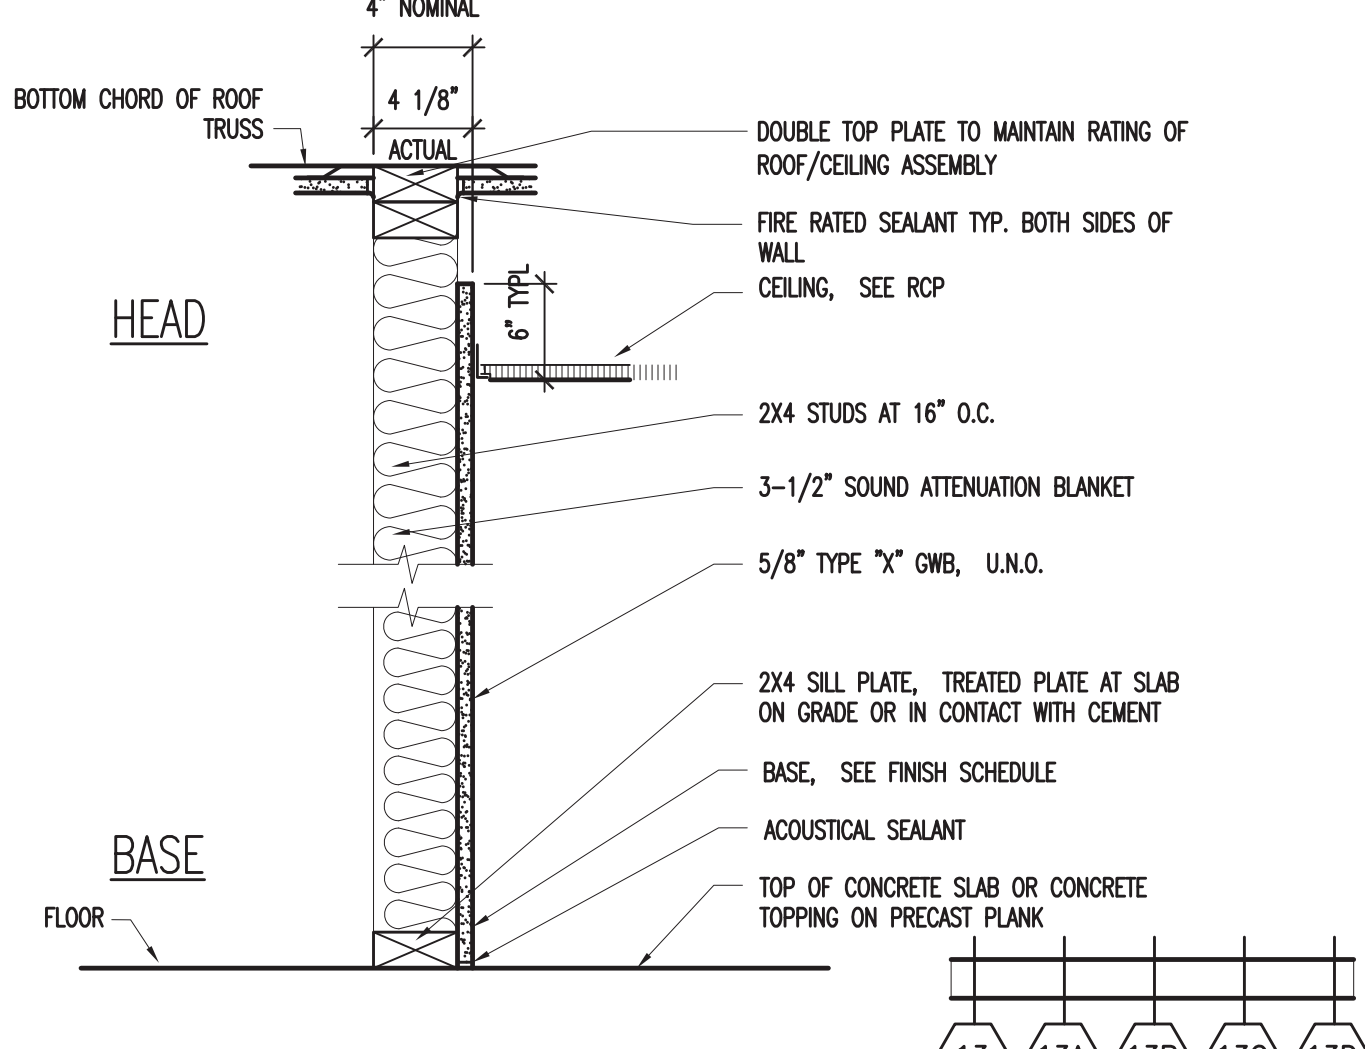 4" NOMINAL
BOTTOM CHORD OF ROOF
TRUSS
4 1/8"
ACTUAL
DOUBLE TOP PLATE TO MAINTAIN RATING OF
ROOF/CEILING ASSEMBLY
FIRE RATED SEALANT TYP. BOTH SIDES OF
WALL
CEILING, SEE RCP
6" TYPL
HEAD
2X4 STUDS AT 16" O.C.
3-1/2" SOUND ATTENUATION BLANKET
5/8" TYPE "X" GWB, U.N.O.
2X4 SILL PLATE, TREATED PLATE AT SLAB
ON GRADE OR IN CONTACT WITH CEMENT
BASE, SEE FINISH SCHEDULE
ACOUSTICAL SEALANT
BASE
FLOOR
TOP OF CONCRETE SLAB OR CONCRETE
TOPPING ON PRECAST PLANK